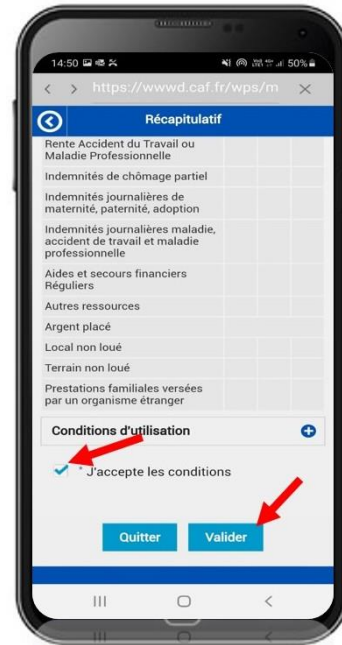 14:50 50%
https://wwwd.caf.fr/wps/m
Récapitulatif
Rente Accident du Travail ou
Maladie Professionnelle
Indemnités de chômage partiel
Indemnités journalières de
maternité, paternité, adoption
Indemnités journalières maladie,
accident de travail et maladie
professionnelle
Aides et secours financiers
Réguliers
Autres ressources
Argent placé
Local non loué
Terrain non loué
Prestations familiales versées
par un organisme étranger
Conditions d'utilisation
* J'accepte les conditions
Quitter Valider